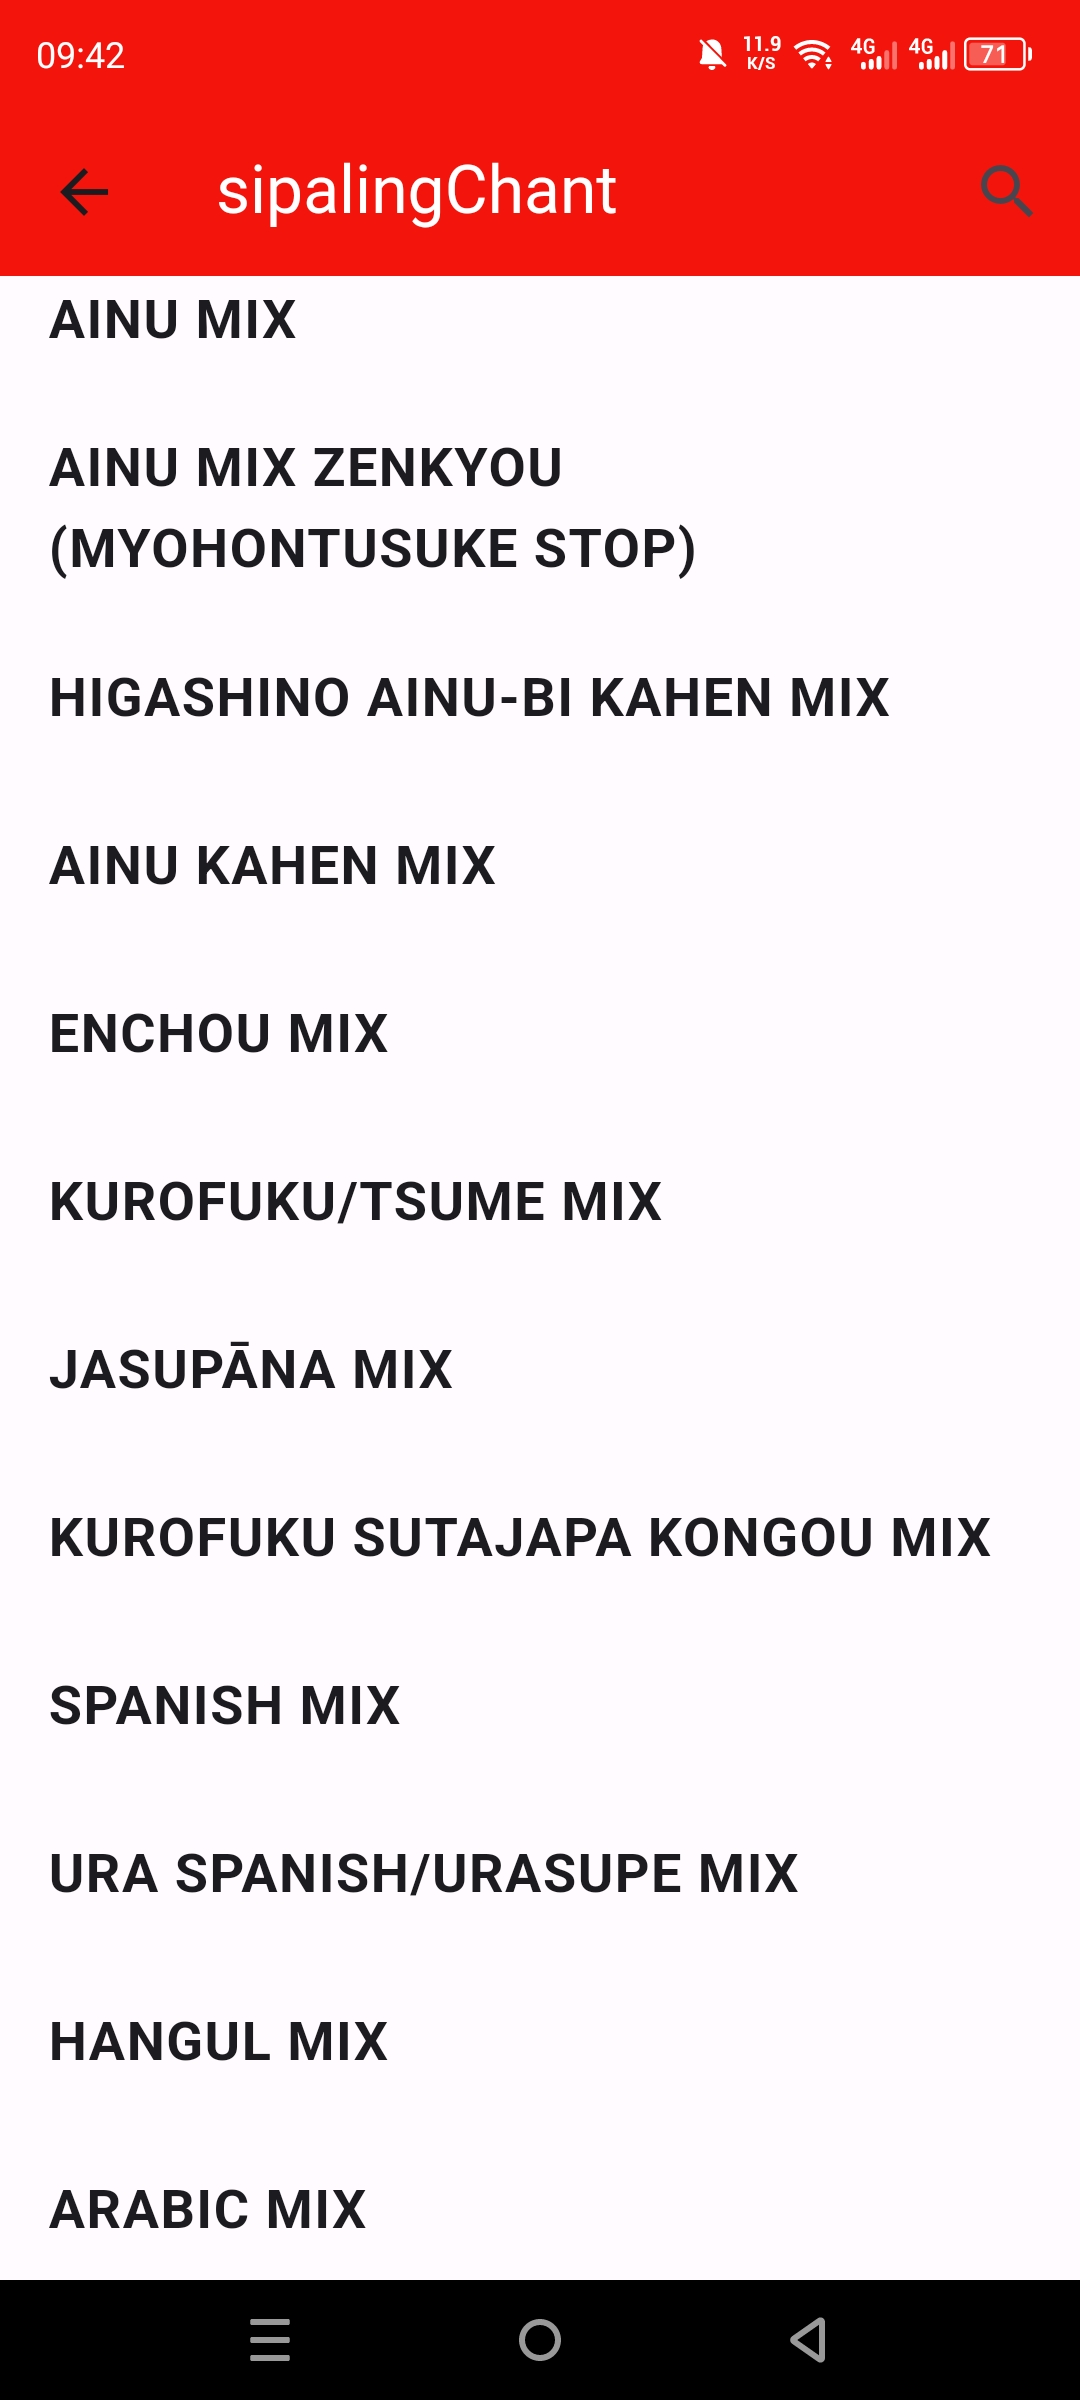 09:42
11.9
K/S
4G
4G
71
sipalingChant
AINU MIX
AINU MIX ZENKYOU
(MYOHONTUSUKE STOP)
HIGASHINO AINU-BI KAHEN MIX
AINU KAHEN MIX
ENCHOU MIX
KUROFUKU/TSUME MIX
JASUPĀNA MIX
KUROFUKU SUTAJAPA KONGOU MIX
SPANISH MIX
URA SPANISH/URASUPE MIX
HANGUL MIX
ARABIC MIX